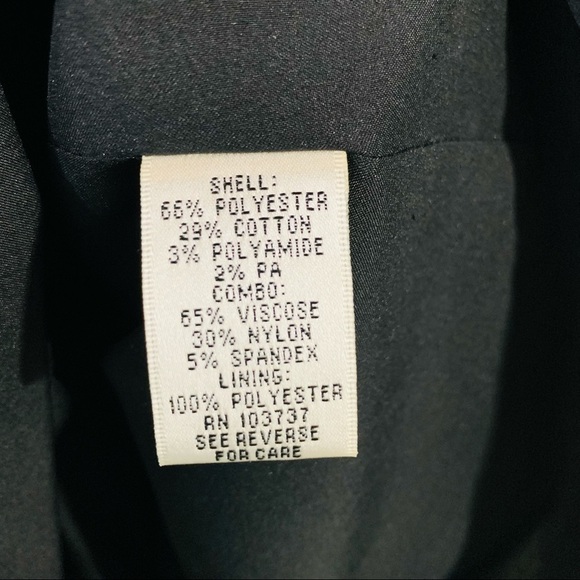 SHELL:
66% POLYESTER
29% COTTON
3% POLYAMIDE
2% PA
COMBO:
65% VISCOSE
30% NYLON
5% SPANDEX
LINING:
100% POLYESTER
RN 103737
SEE REVERSE
FOR CARE